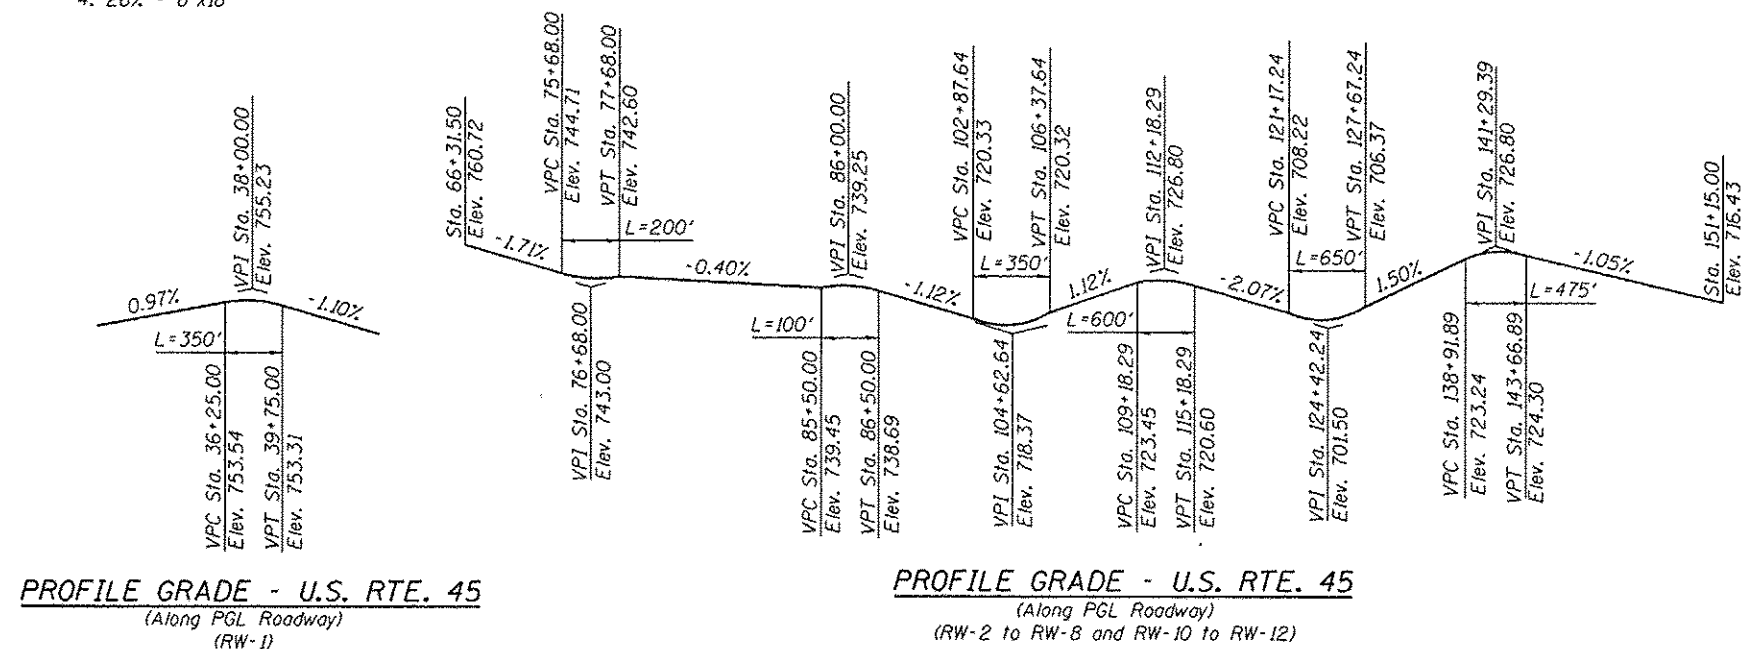 VPI Sta. 38+00.00
Elev. 755.23
0.97%
-1.10%
L=350'
VPC Sta. 36+25.00
Elev. 753.54
VPT Sta. 39+75.00
Elev. 753.31
PROFILE GRADE - U.S. RTE. 45
(Along PGL Roadway)
(RW-1)
Sta. 66+31.50
Elev. 760.72
-1.71%
VPC Sta. 75+68.00
Elev. 744.71
VPT Sta. 77+68.00
Elev. 742.60
L=200'
VPI Sta. 76+68.00
Elev. 743.00
-0.40%
VPI Sta. 86+00.00
Elev. 739.25
L=100'
VPC Sta. 85+50.00
Elev. 739.45
VPT Sta. 86+50.00
Elev. 738.69
-1.12%
VPC Sta. 102+87.64
Elev. 720.33
VPT Sta. 106+37.64
Elev. 720.32
L=350'
VPI Sta. 104+62.64
Elev. 718.37
1.12%
VPI Sta. 112+18.29
Elev. 726.80
L=600'
VPC Sta. 109+18.29
Elev. 723.45
VPT Sta. 115+18.29
Elev. 720.60
-2.07%
VPC Sta. 121+17.24
Elev. 708.22
VPT Sta. 127+67.24
Elev. 706.37
L=650'
VPI Sta. 124+42.24
Elev. 701.50
1.50%
VPI Sta. 141+29.39
Elev. 726.80
L=475'
VPC Sta. 138+91.89
Elev. 723.24
VPT Sta. 143+66.89
Elev. 724.30
-1.05%
Sta. 151+15.00
Elev. 716.43
PROFILE GRADE - U.S. RTE. 45
(Along PGL Roadway)
(RW-2 to RW-8 and RW-10 to RW-12)